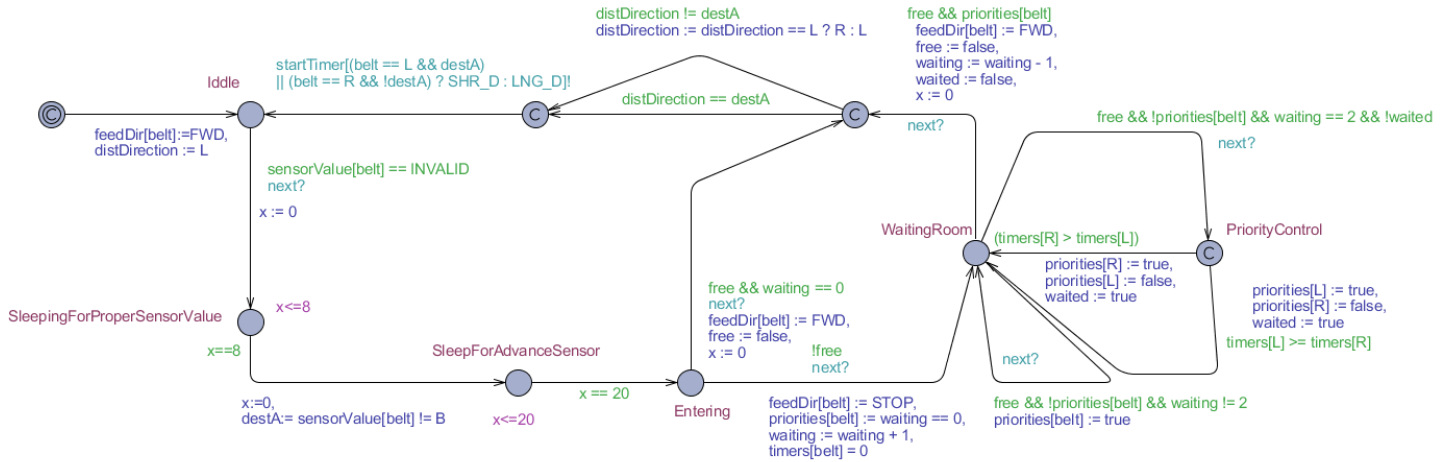 distDirection != destA
distDirection := distDirection == L ? R : L
free && priorities[belt]
feedDir[belt] := FWD,
free := false,
waiting := waiting - 1,
waited := false,
x := 0
startTimer[(belt == L && destA)
|| (belt == R && !destA) ? SHR_D : LNG_D]!
Iddle
distDirection == destA
C
C
C
next?
free && !priorities[belt] && waiting == 2 && !waited
next?
feedDir[belt]:=FWD,
distDirection := L
sensorValue[belt] == INVALID
next?
x := 0
WaitingRoom
(timers[R] > timers[L])
PriorityControl
C
priorities[R] := true,
priorities[L] := false,
waited := true
priorities[L] := true,
priorities[R] := false,
waited := true
timers[L] >= timers[R]
SleepingForProperSensorValue
x<=8
x==8
free && waiting == 0
next?
feedDir[belt] := FWD,
free := false,
x := 0
SleepForAdvanceSensor
!free
next?
next?
x:=0,
destA:= sensorValue[belt] != B
x<=20
x == 20
Entering
feedDir[belt] := STOP,
priorities[belt] := waiting == 0,
waiting := waiting + 1,
timers[belt] = 0
free && !priorities[belt] && waiting != 2
priorities[belt] := true